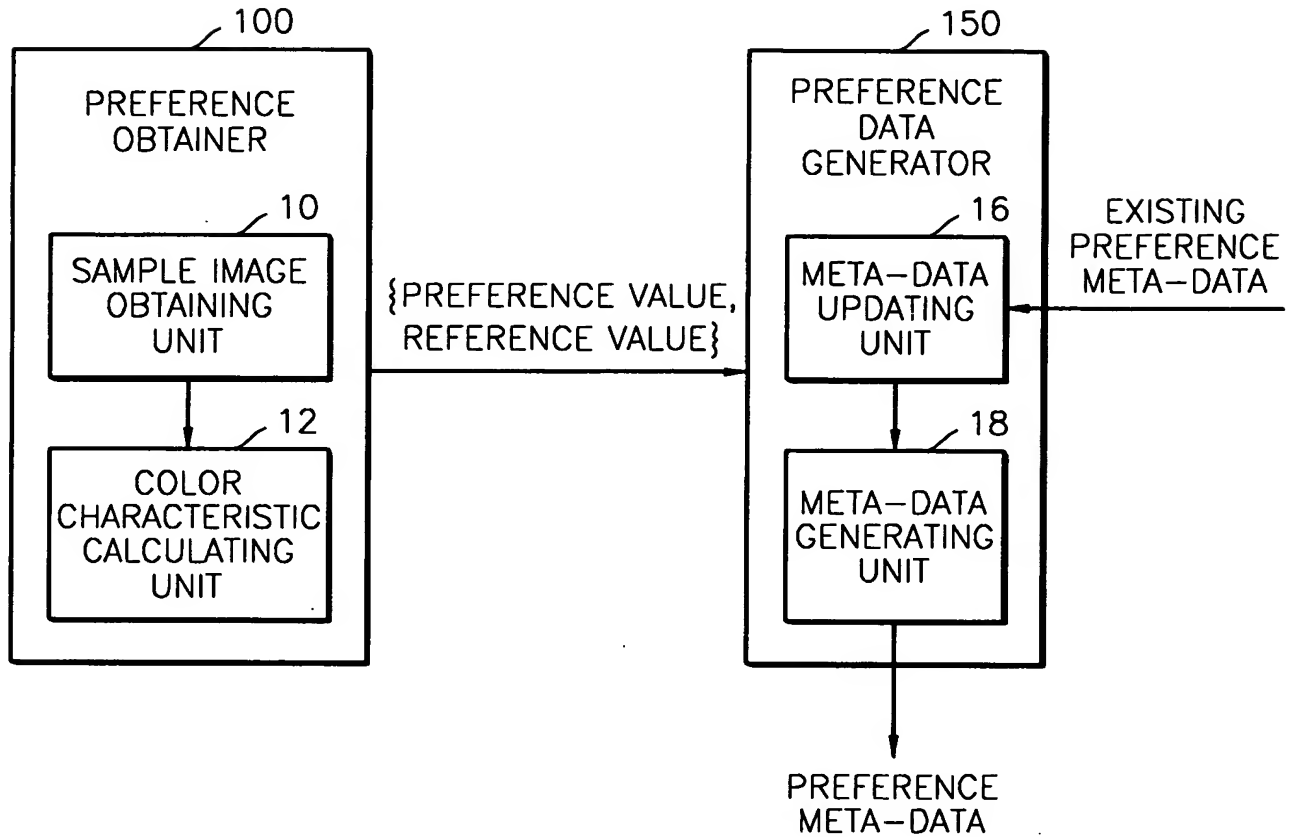 100
PREFERENCE
OBTAINER
10
SAMPLE IMAGE
OBTAINING
UNIT
12
COLOR
CHARACTERISTIC
CALCULATING
UNIT
{PREFERENCE VALUE,
REFERENCE VALUE}
150
PREFERENCE
DATA
GENERATOR
16
META-DATA
UPDATING
UNIT
EXISTING
PREFERENCE
META-DATA
18
META-DATA
GENERATING
UNIT
PREFERENCE
META-DATA